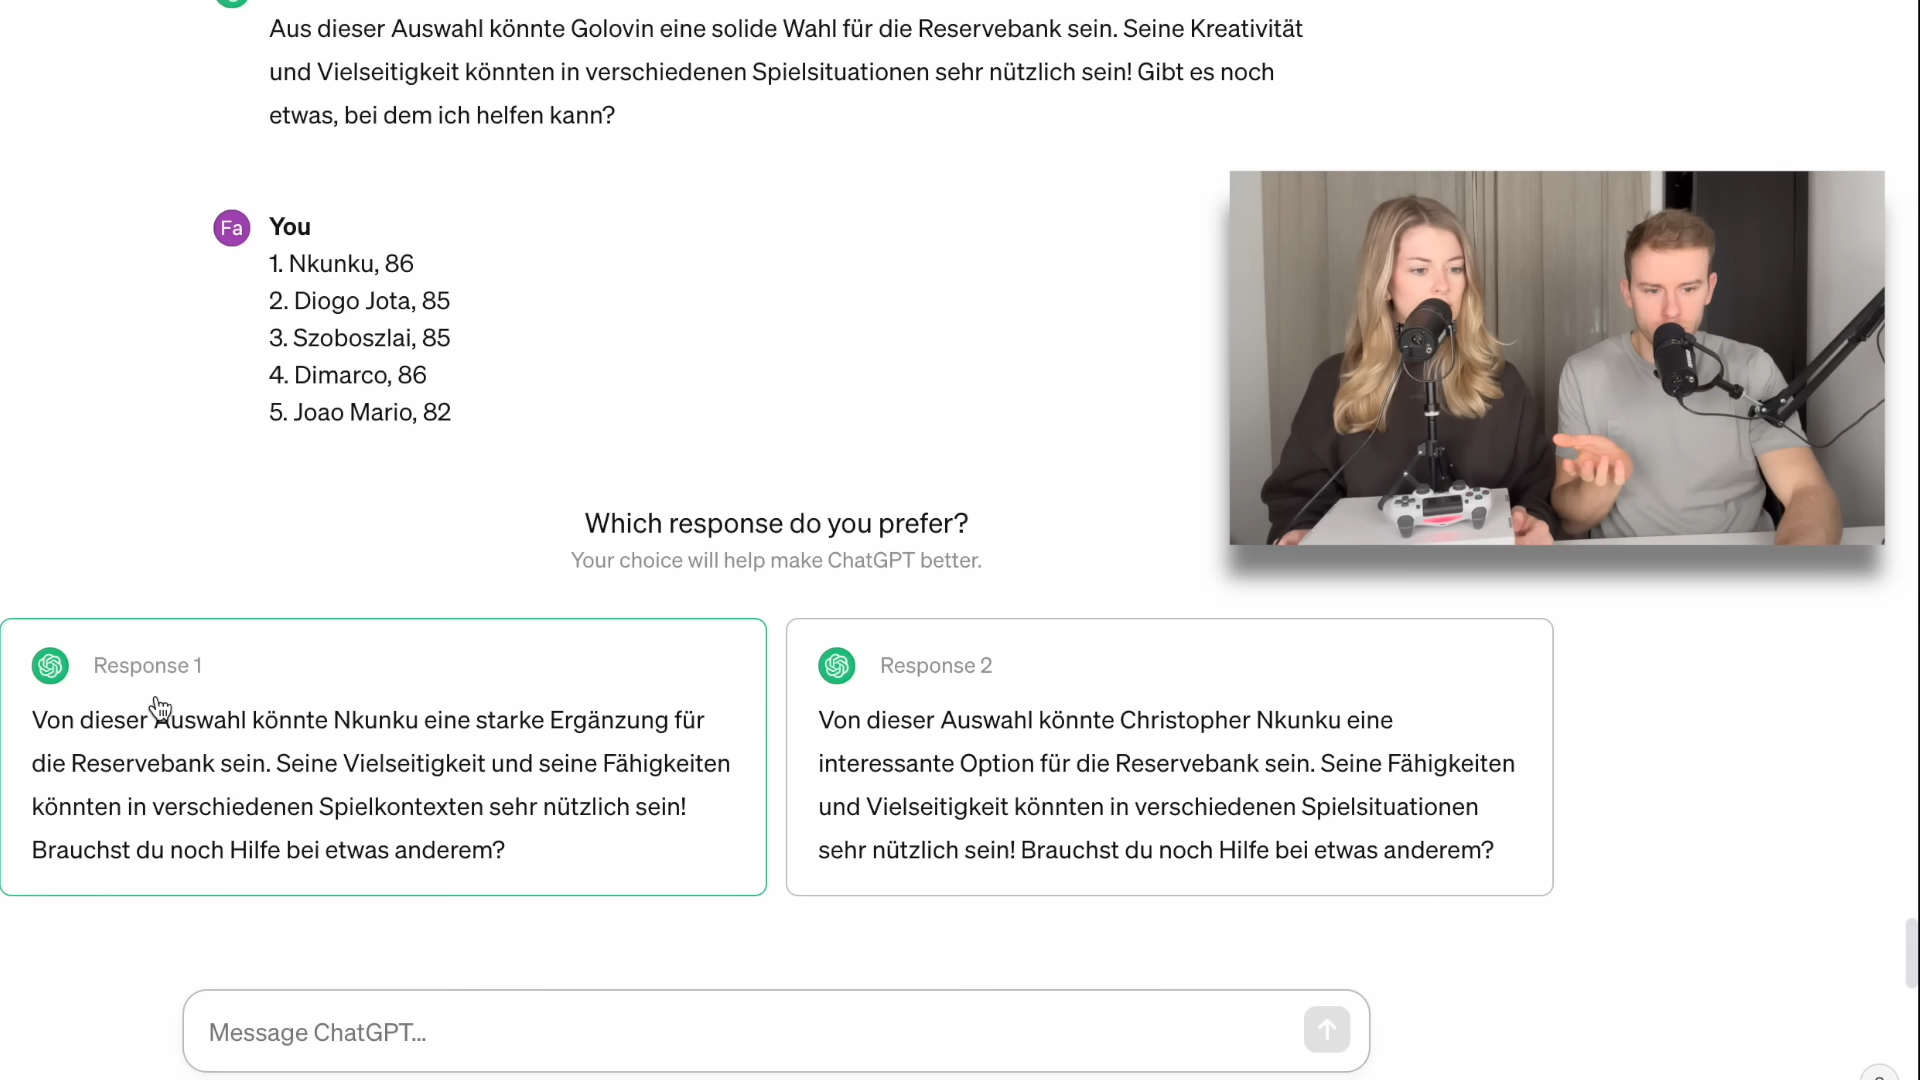 Aus dieser Auswahl könnte Golovin eine solide Wahl für die Reservebank sein. Seine Kreativität
und Vielseitigkeit könnten in verschiedenen Spielsituationen sehr nützlich sein! Gibt es noch
etwas, bei dem ich helfen kann?
Fa
You
1. Nkunku, 86
2. Diogo Jota, 85
3. Szoboszlai, 85
4. Dimarco, 86
5. Joao Mario, 82
Which response do you prefer?
Your choice will help make ChatGPT better.
Response 1
Von dieser Auswahl könnte Nkunku eine starke Ergänzung für
die Reservebank sein. Seine Vielseitigkeit und seine Fähigkeiten
könnten in verschiedenen Spielkontexten sehr nützlich sein!
Brauchst du noch Hilfe bei etwas anderem?
Response 2
Von dieser Auswahl könnte Christopher Nkunku eine
interessante Option für die Reservebank sein. Seine Fähigkeiten
und Vielseitigkeit könnten in verschiedenen Spielsituationen
sehr nützlich sein! Brauchst du noch Hilfe bei etwas anderem?
Message ChatGPT...